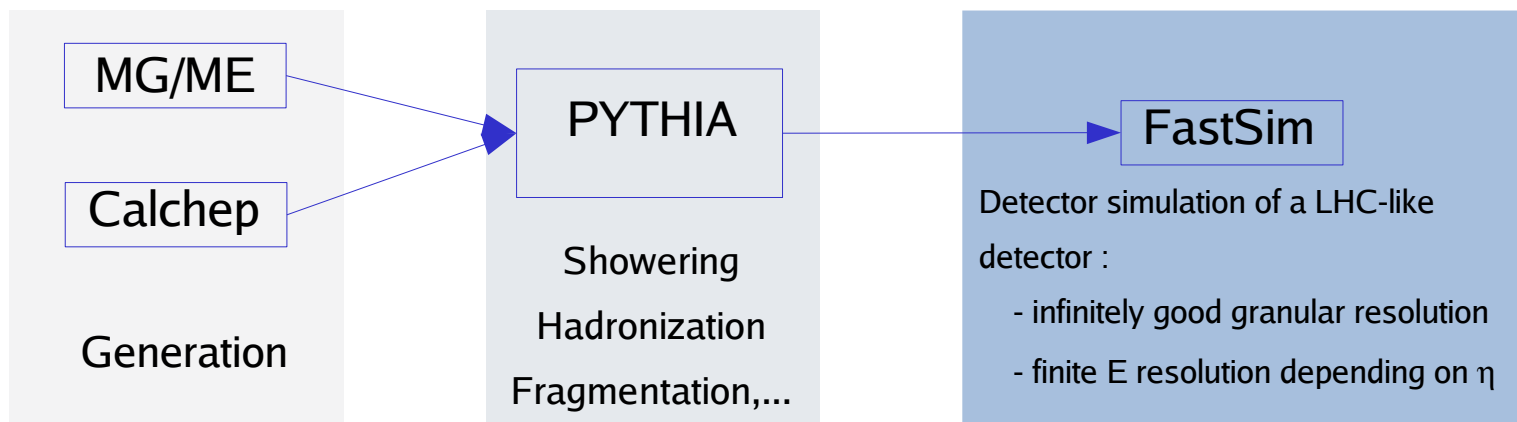 MG/ME
Calchep
Generation
PYTHIA
Showering
Hadronization
Fragmentation,...
FastSim
Detector simulation of a LHC-like
detector :
- infinitely good granular resolution
- finite E resolution depending on η